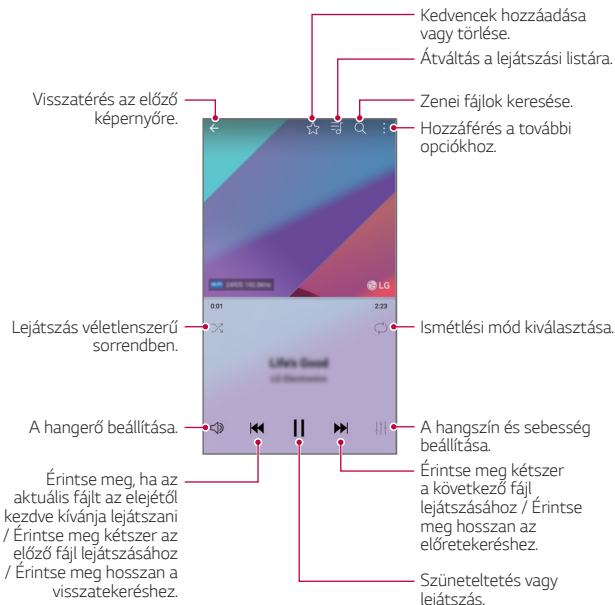 Kedvencek hozzáadása
vagy törlése.
Átváltás a lejátszási listára.
Visszatérés az előző
képernyőre.
Zenei fájlok keresése.
Hozzáférés a további
opciókhoz.
LG
0:01
2:23
Lejátszás véletlenszerű
sorrendben.
Ismétlési mód kiválasztása.
Life's Good
LG Electronics
A hangerő beállítása.
A hangszín és sebesség
beállítása.
Érintse meg, ha az
aktuális fájlt az elejétől
kezdve kívánja lejátszani
/ Érintse meg kétszer az
előző fájl lejátszásához
/ Érintse meg hosszan a
visszatekeréshez.
Érintse meg kétszer
a következő fájl
lejátszásához / Érintse
meg hosszan az
előretekeréshez.
Szüneteltetés vagy
lejátszás.